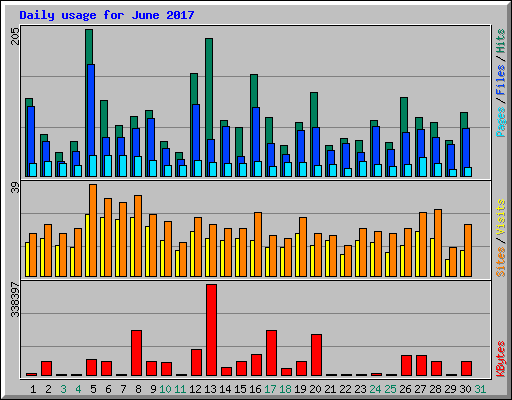 Daily usage for June 2017
205
Pages / Files / Hits
39
Sites / Visits
338397
KBytes
1 2 3 4 5 6 7 8 9 10 11 12 13 14 15 16 17 18 19 20 21 22 23 24 25 26 27 28 29 30 31